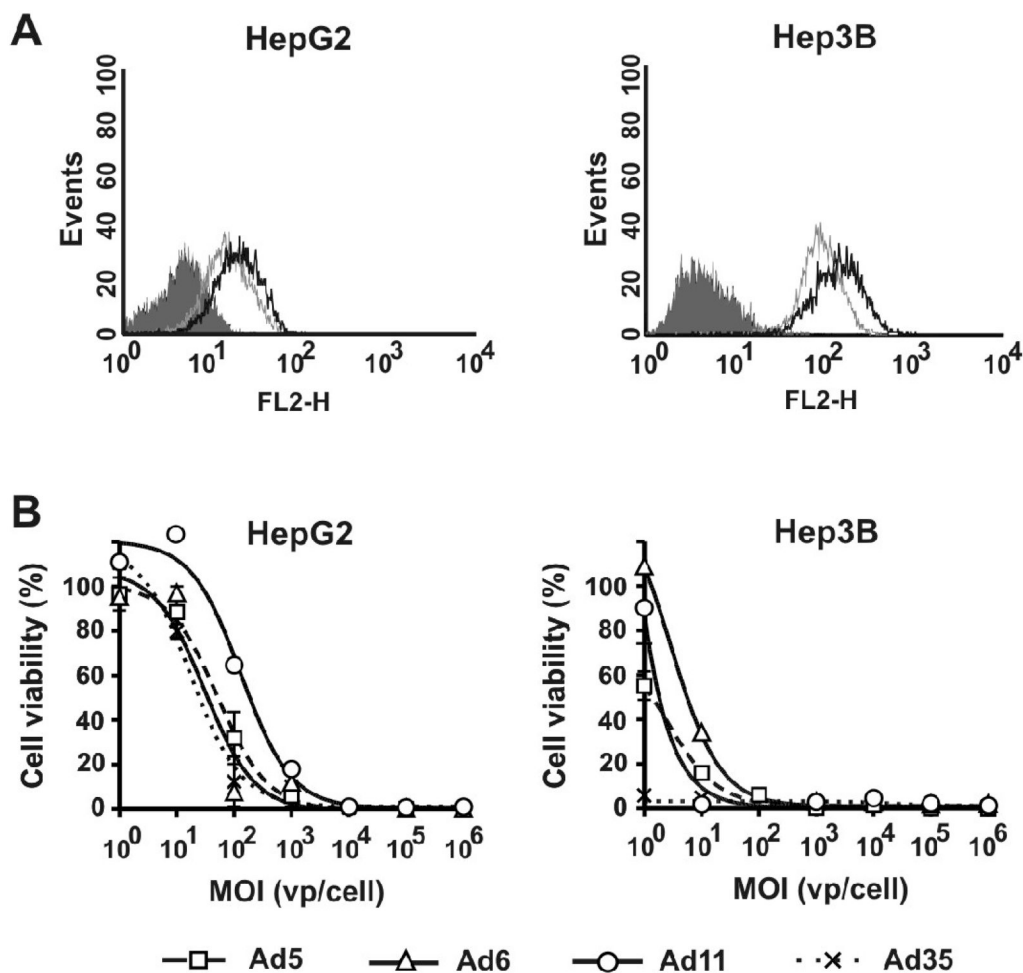 A
HepG2
Hep3B
Events
100
80
60
40
20
0
10^0 10^1 10^2 10^3 10^4
FL2-H
Events
100
80
60
40
20
0
10^0 10^1 10^2 10^3 10^4
FL2-H
B
HepG2
Hep3B
Cell viability (%)
100
80
60
40
20
0
10^0 10^1 10^2 10^3 10^4 10^5 10^6
MOI (vp/cell)
Cell viability (%)
100
80
60
40
20
0
10^0 10^1 10^2 10^3 10^4 10^5 10^6
MOI (vp/cell)
Ad5 Ad6 Ad11 Ad35